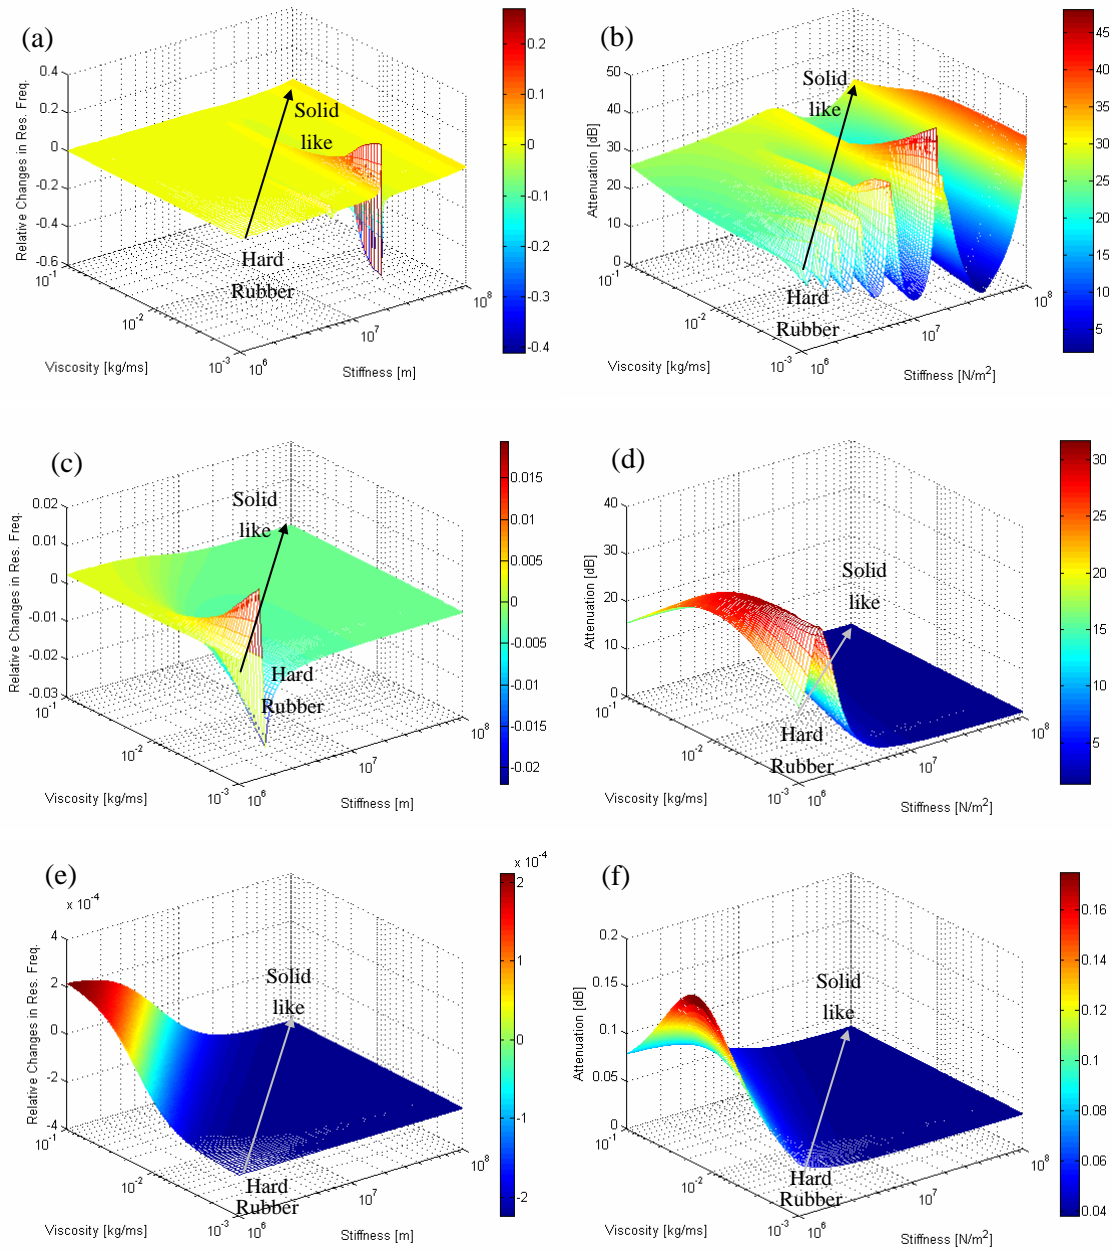 (a)
0.4
0.2
0
-0.2
-0.4
-0.6
Relative Changes in Res. Freq.
10^-1
10^-2
10^-3
Viscosity [kg/ms]
10^6
10^7
10^8
Stiffness [m]
Solid
like
Hard
Rubber
0.2
0.1
0
-0.1
-0.2
-0.3
-0.4
(b)
50
40
30
20
10
0
Attenuation [dB]
10^-1
10^-2
10^-3
Viscosity [kg/ms]
10^6
10^7
10^8
Stiffness [N/m^2]
Solid
like
Hard
Rubber
45
40
35
30
25
20
15
10
5
(c)
0.02
0.01
0
-0.01
-0.02
-0.03
Relative Changes in Res. Freq.
10^-1
10^-2
10^-3
Viscosity [kg/ms]
10^6
10^7
10^8
Stiffness [m]
Solid
like
Hard
Rubber
0.015
0.01
0.005
0
-0.005
-0.01
-0.015
-0.02
(d)
40
30
20
10
0
Attenuation [dB]
10^-1
10^-2
10^-3
Viscosity [kg/ms]
10^6
10^7
10^8
Stiffness [N/m^2]
Solid
like
Hard
Rubber
30
25
20
15
10
5
(e)
x 10^-4
4
2
0
-2
-4
Relative Changes in Res. Freq.
10^-1
10^-2
10^-3
Viscosity [kg/ms]
10^6
10^7
10^8
Stiffness [m]
Solid
like
Hard
Rubber
x 10^-4
2
1
0
-1
-2
(f)
0.2
0.15
0.1
0.05
0
Attenuation [dB]
10^-1
10^-2
10^-3
Viscosity [kg/ms]
10^6
10^7
10^8
Stiffness [N/m^2]
Solid
like
Hard
Rubber
0.16
0.14
0.12
0.1
0.08
0.06
0.04